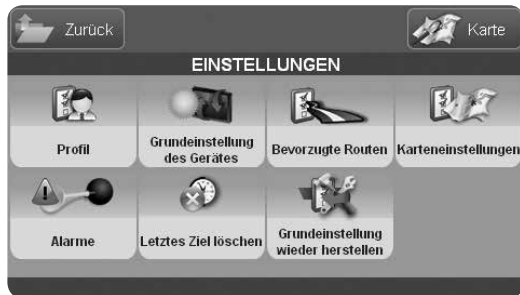 Zurück
Karte
EINSTELLUNGEN
Profil
Grundeinstellung
des Gerätes
Bevorzugte Routen
Karteneinstellungen
Alarme
Letztes Ziel löschen
Grundeinstellung
wieder herstellen